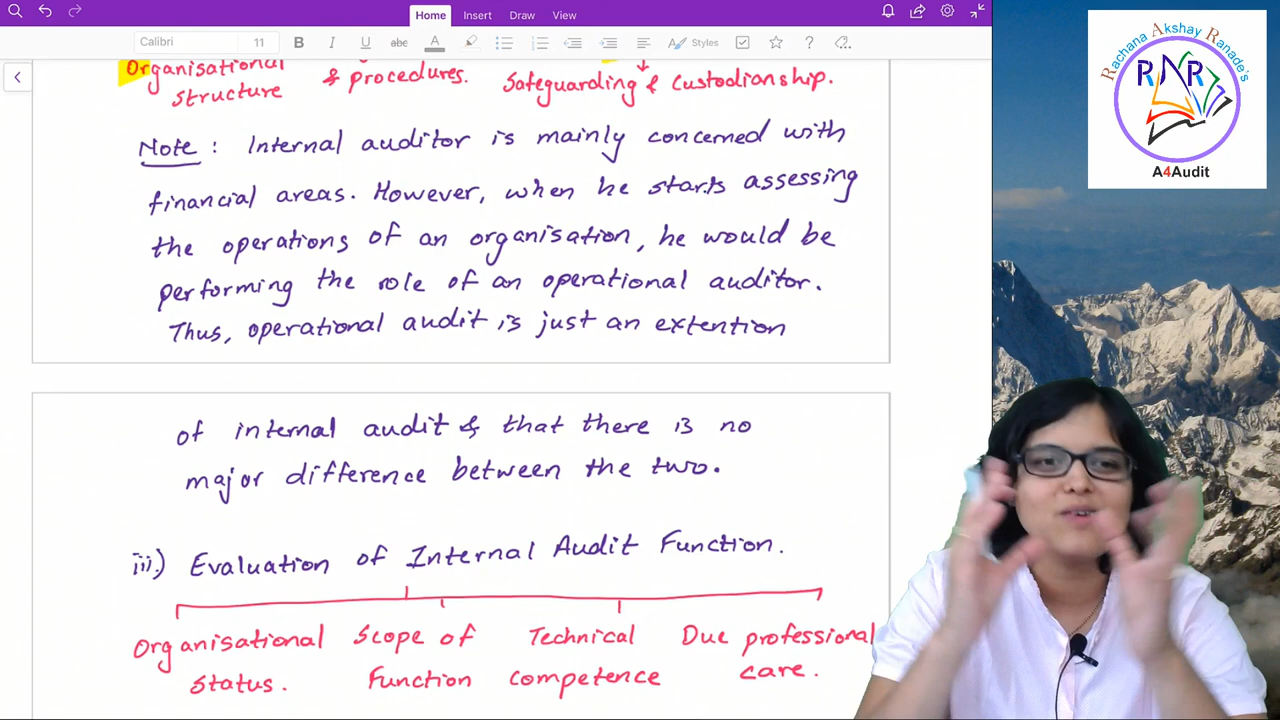 Home Insert Draw View
Calibri 11 B I U abc A Styles ?
Organisational & procedures. Safeguarding & custodianship.
structure
Note : Internal auditor is mainly concerned with
financial areas. However, when he starts assessing
the operations of an organisation, he would be
performing the role of an operational auditor.
Thus, operational audit is just an extention
of internal audit & that there is no
major difference between the two.
iii.) Evaluation of Internal Audit Function.
Organisational Scope of Technical Due professional
status. Function competence care.
Rachana Akshay Ranade's
RAR
A4Audit